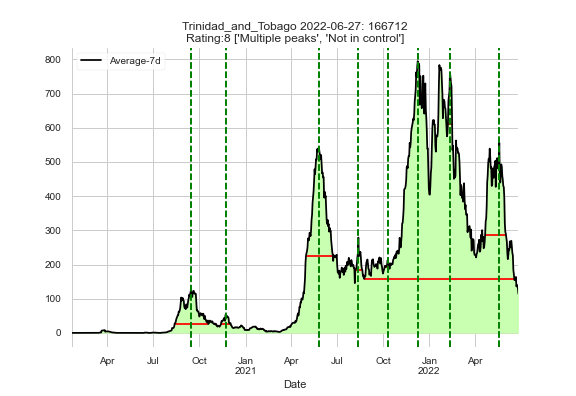 Trinidad_and_Tobago 2022-06-27: 166712
Rating:8 ['Multiple peaks', 'Not in control']
Average-7d
800
700
600
500
400
300
200
100
0
Apr Jul Oct Jan Apr Jul Oct Jan Apr
2021 2022
Date